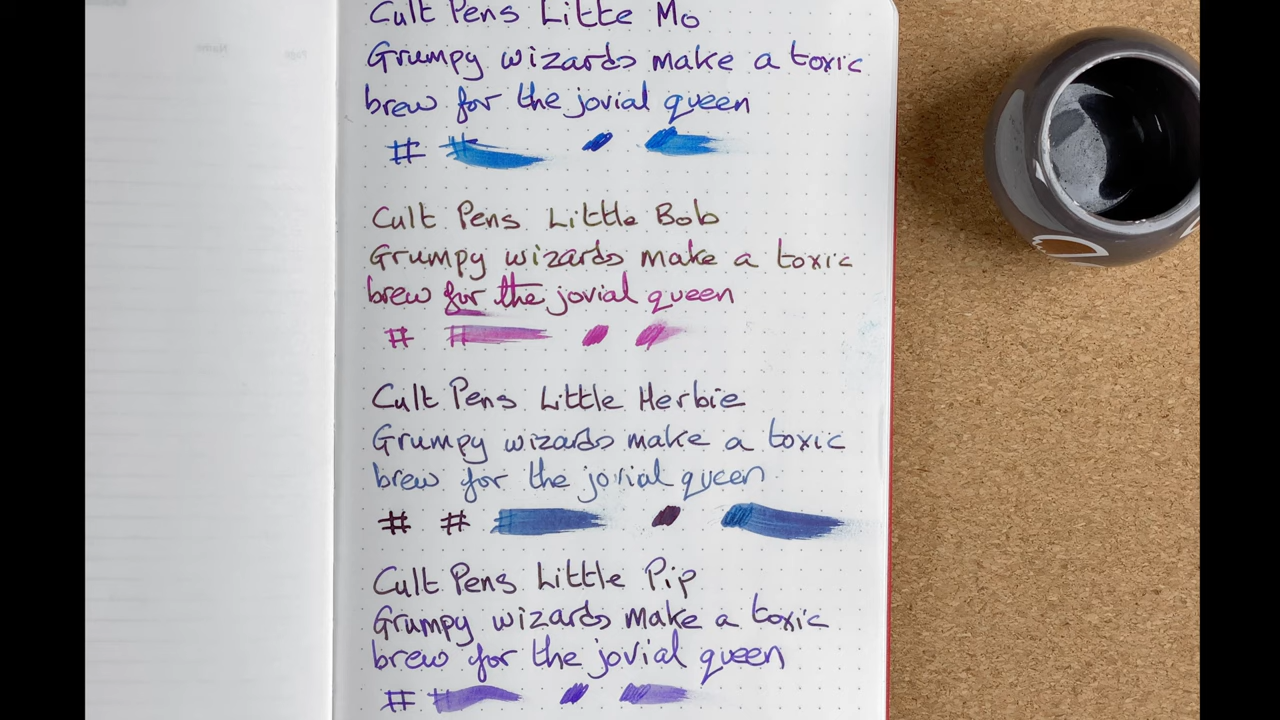 Cult Pens Little Mo
Grumpy wizards make a toxic
brew for the jovial queen
# #
Cult Pens Little Bob
Grumpy wizards make a toxic
brew for the jovial queen
# #
Cult Pens Little Herbie
Grumpy wizards make a toxic
brew for the jovial queen
# #
Cult Pens Little Pip
Grumpy wizards make a toxic
brew for the jovial queen
# #